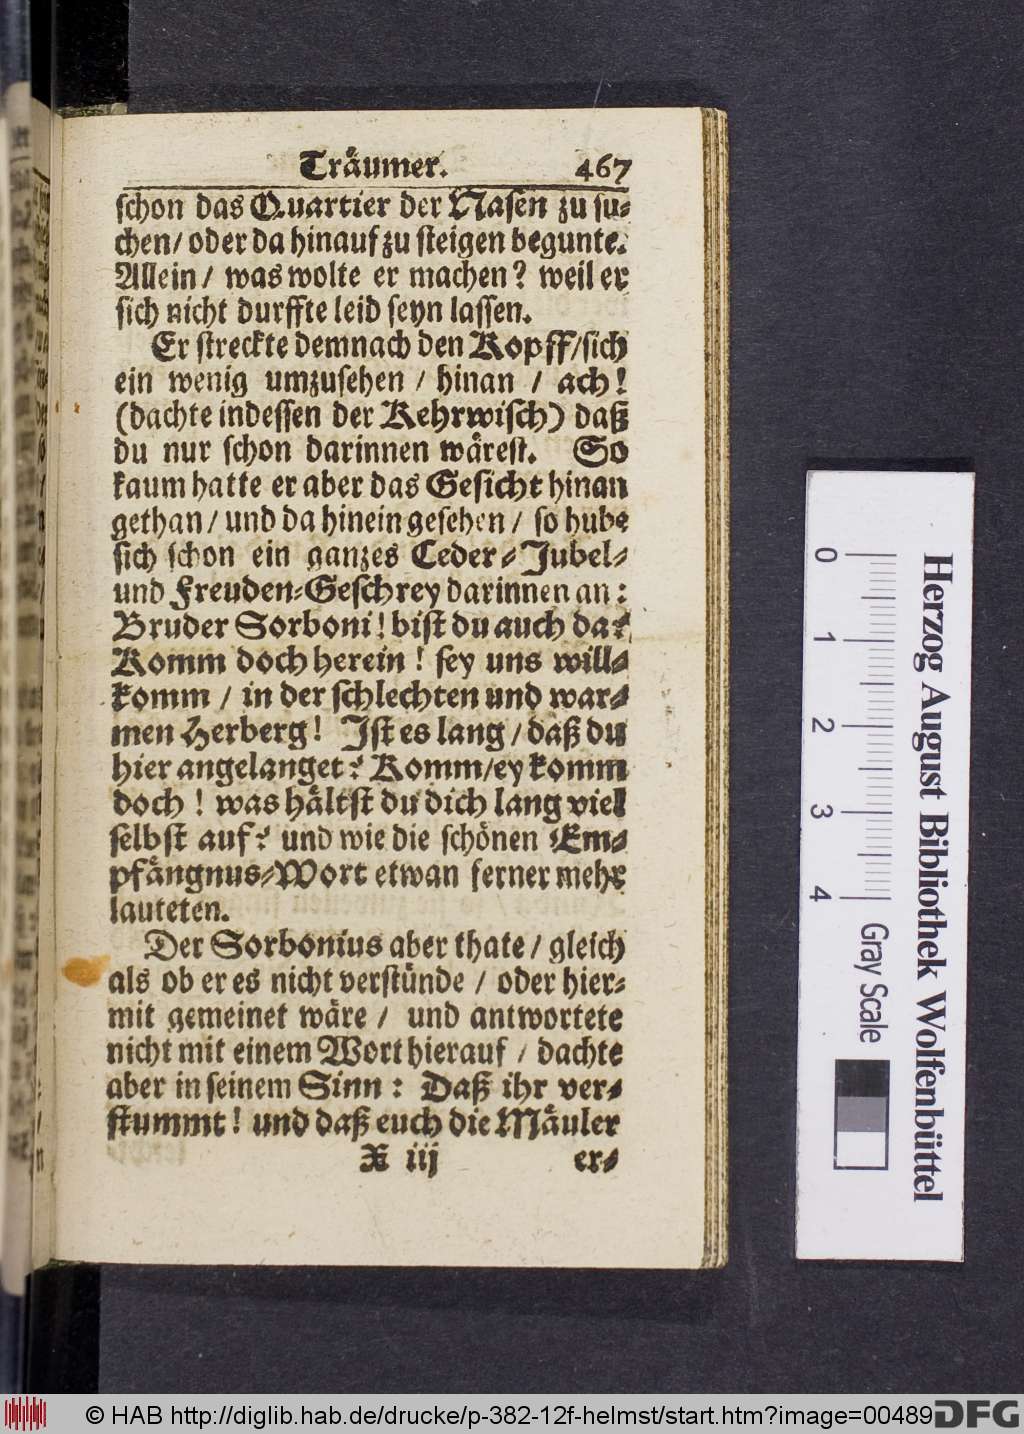 Träumer. 467
schon das Quartier der Nasen zu su-
chen/ oder da hinauf zu steigen begunte.
Allein / was wolte er machen? weil er
sich nicht durffte leid seyn lassen.
Er streckte demnach den Kopff/sich
ein wenig umzusehen / hinan / ach!
(dachte indessen der Kehrwisch) daß
du nur schon darinnen wärest. So
kaum hatte er aber das Gesicht hinan
gethan / und da hinein gesehen / so hube
sich schon ein ganzes Ceder-Jubel-
und Freuden-Geschrey darinnen an:
Bruder Sorboni! bist du auch da?
Komm doch herein! sey uns will-
komm / in der schlechten und war-
men Herberg! Ist es lang / daß du
hier angelanget? Komm/ey komm
doch! was hältst du dich lang viel
selbst auf? und wie die schönen Em-
pfängnus-Wort etwan ferner mehr
lauteten.
Der Sorbonius aber thate / gleich
als ob er es nicht verstünde / oder hier-
mit gemeinet wäre / und antwortete
nicht mit einem Wort hierauf / dachte
aber in seinem Sinn: Daß ihr ver-
stummt! und daß euch die Mäuler
X iij er-
0 1 2 3 4
Gray Scale
Herzog August Bibliothek Wolfenbüttel
© HAB http://diglib.hab.de/drucke/p-382-12f-helmst/start.htm?image=00489
DFG